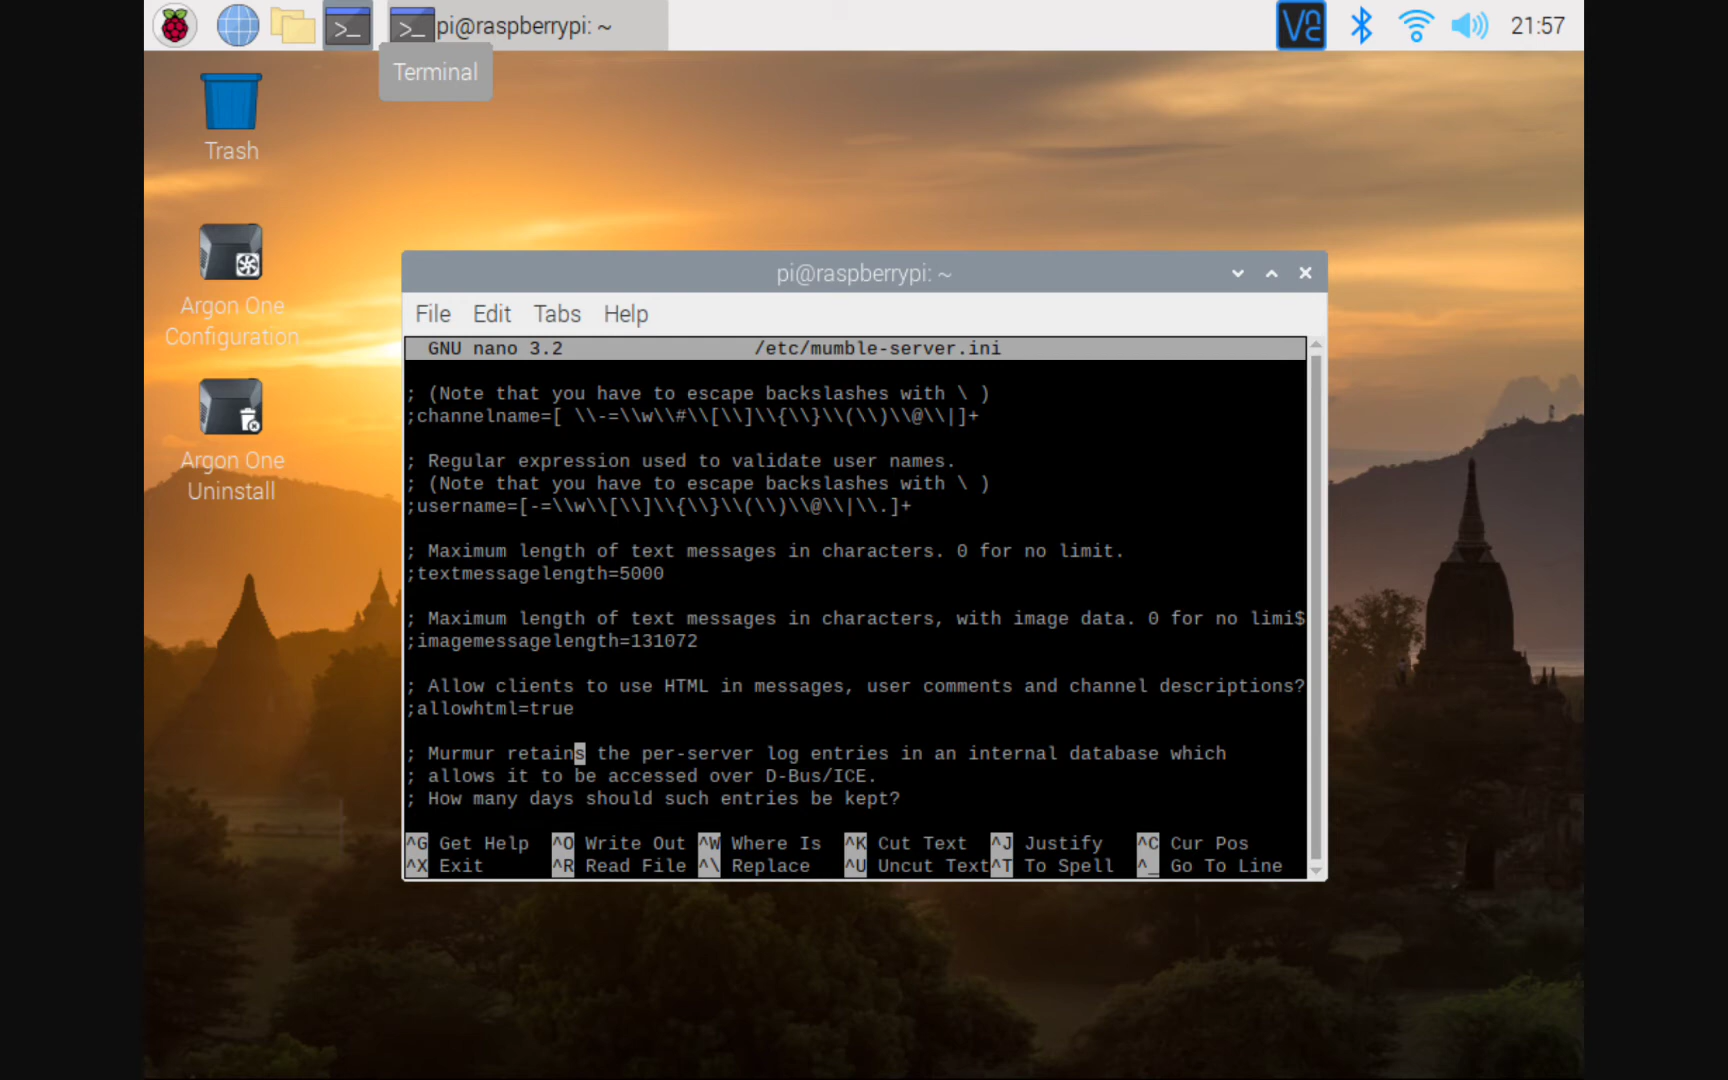 pi@raspberrypi: ~
21:57
Terminal
Trash
Argon One
Configuration
Argon One
Uninstall
pi@raspberrypi: ~
File Edit Tabs Help
GNU nano 3.2 /etc/mumble-server.ini
; (Note that you have to escape backslashes with \ )
;channelname=[ \\-=\\w\\#\\[\\]\\{\\}\\(\\)\\@\\|]+
; Regular expression used to validate user names.
; (Note that you have to escape backslashes with \ )
;username=[-=\\w\\[\\]\\{\\}\\(\\)\\@\\|\\.]+
; Maximum length of text messages in characters. 0 for no limit.
;textmessagelength=5000
; Maximum length of text messages in characters, with image data. 0 for no limi$
;imagemessagelength=131072
; Allow clients to use HTML in messages, user comments and channel descriptions?
;allowhtml=true
; Murmur retains the per-server log entries in an internal database which
; allows it to be accessed over D-Bus/ICE.
; How many days should such entries be kept?
^G Get Help ^O Write Out ^W Where Is ^K Cut Text ^J Justify ^C Cur Pos
^X Exit ^R Read File ^\ Replace ^U Uncut Text ^T To Spell ^_ Go To Line